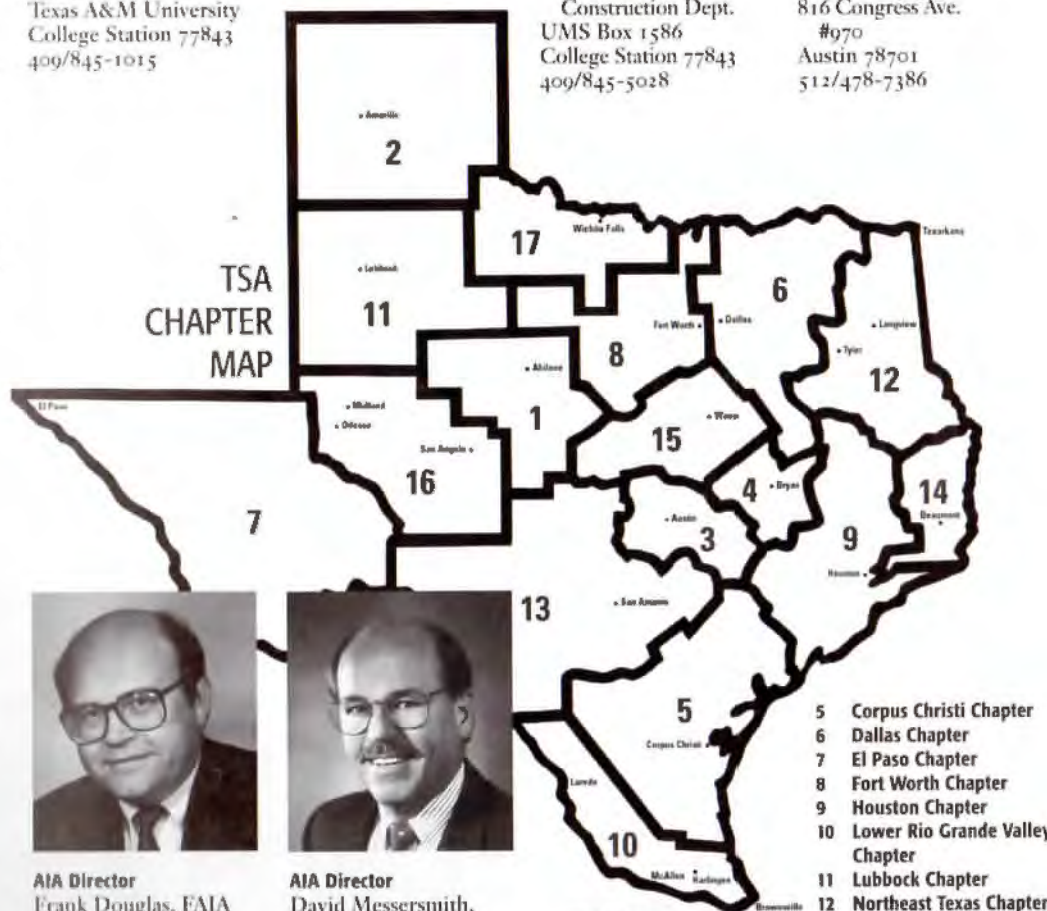 Texas A&M University
College Station 77843
409/845-1015
Construction Dept.
UMS Box 1586
College Station 77843
409/845-5028
816 Congress Ave.
#970
Austin 78701
512/478-7386
TSA
CHAPTER
MAP
Amarillo
2
17
Wichita Falls
Texarkana
Lubbock
11
6
Fort Worth
Dallas
Longview
8
Tyler
12
Abilene
1
El Paso
Midland
Odessa
San Angelo
16
Waco
15
4
Bryan
14
Beaumont
7
Austin
3
9
Houston
13
San Antonio
5
Corpus Christi
Laredo
10
McAllen
Harlingen
Brownsville
5 Corpus Christi Chapter
6 Dallas Chapter
7 El Paso Chapter
8 Fort Worth Chapter
9 Houston Chapter
10 Lower Rio Grande Valley
Chapter
11 Lubbock Chapter
12 Northeast Texas Chapter
AIA Director
Frank Douglas, FAIA
AIA Director
David Messersmith,